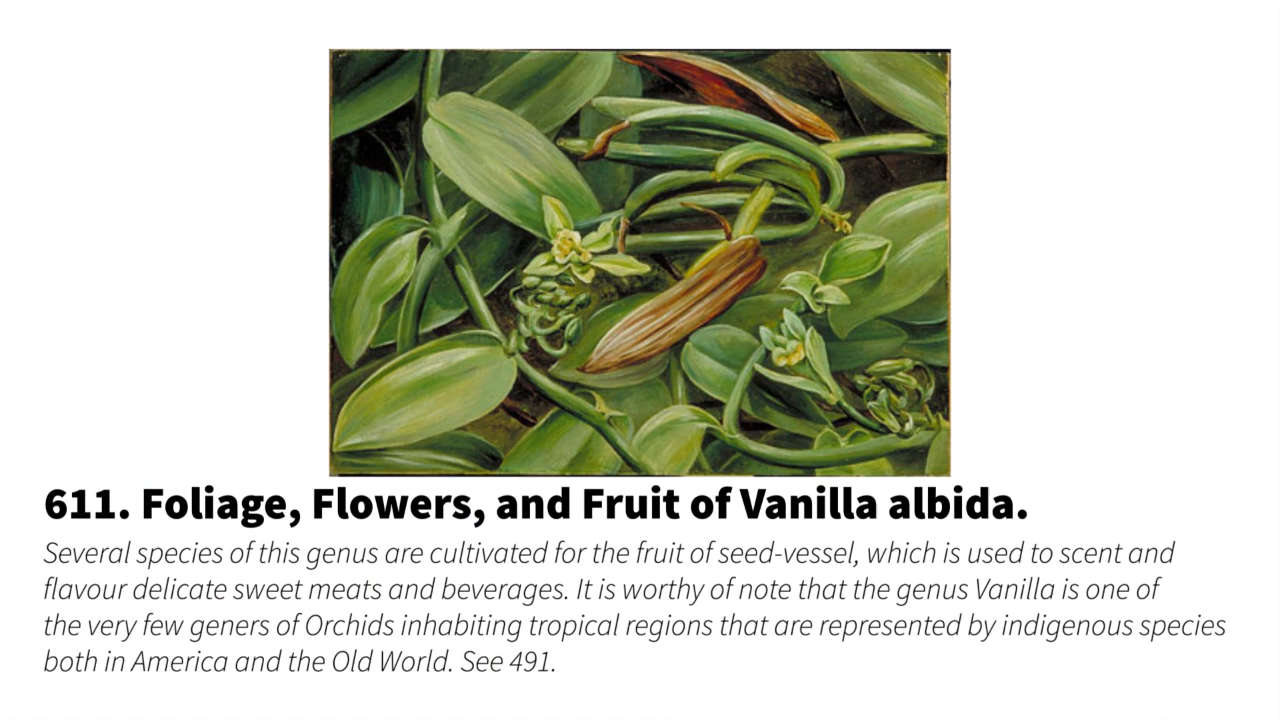 611. Foliage, Flowers, and Fruit of Vanilla albida.
Several species of this genus are cultivated for the fruit of seed-vessel, which is used to scent and
flavour delicate sweet meats and beverages. It is worthy of note that the genus Vanilla is one of
the very few geners of Orchids inhabiting tropical regions that are represented by indigenous species
both in America and the Old World. See 491.